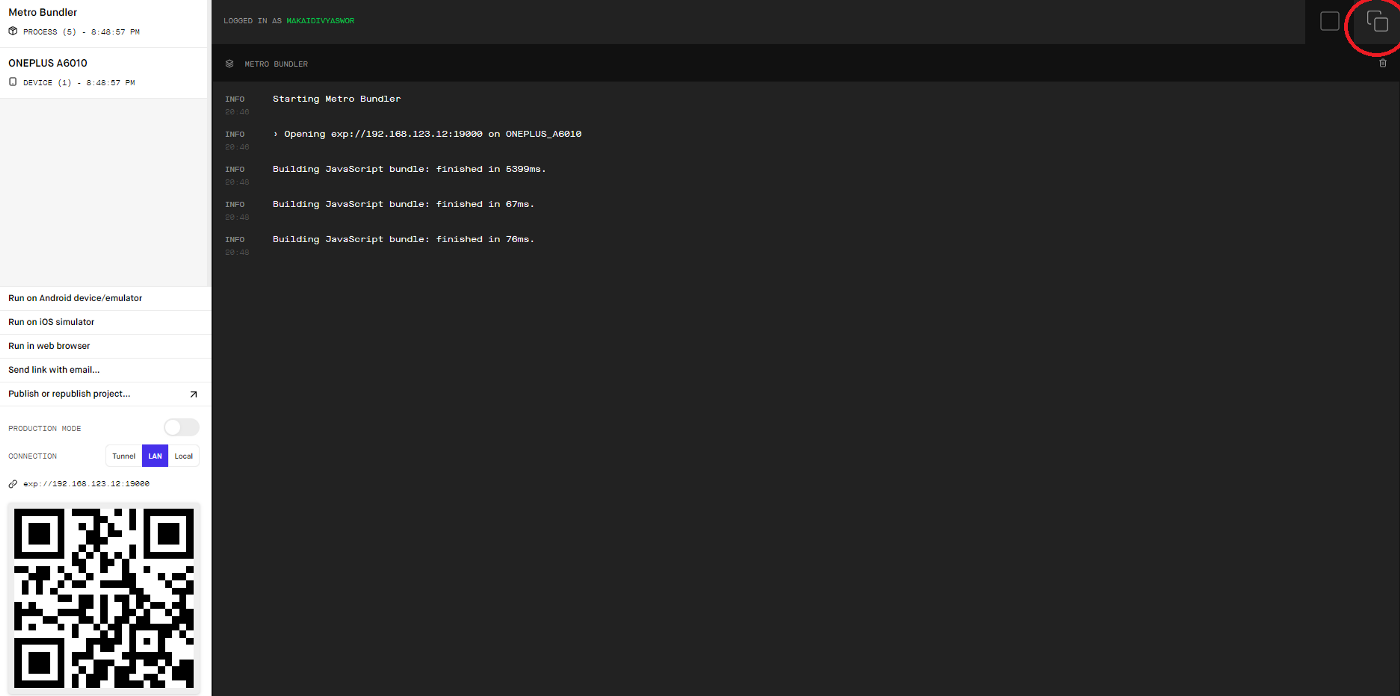 Metro Bundler
PROCESS (5) - 8:48:57 PM
ONEPLUS A6010
DEVICE (1) - 8:48:57 PM
Run on Android device/emulator
Run on iOS simulator
Run in web browser
Send link with email...
Publish or republish project...
PRODUCTION MODE
CONNECTION Tunnel LAN Local
exp://192.168.123.12:19000
LOGGED IN AS MAKAIDIVYASWOR
METRO BUNDLER
INFO Starting Metro Bundler
20:46
INFO › Opening exp://192.168.123.12:19000 on ONEPLUS_A6010
20:46
INFO Building JavaScript bundle: finished in 5399ms.
20:48
INFO Building JavaScript bundle: finished in 67ms.
20:48
INFO Building JavaScript bundle: finished in 76ms.
20:48